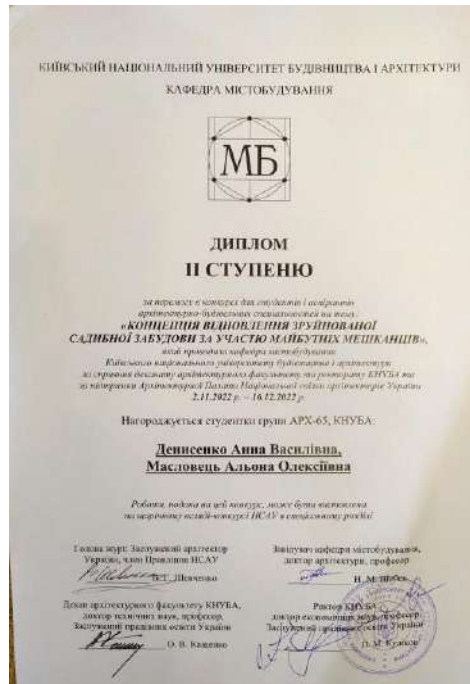 КИЇВСЬКИЙ НАЦІОНАЛЬНИЙ УНІВЕРСИТЕТ БУДІВНИЦТВА І АРХІТЕКТУРИ
КАФЕДРА МІСТОБУДУВАННЯ
МБ
ДИПЛОМ
ІІ СТУПЕНЮ
за перемогу в конкурсі для студентів і аспірантів
архітектурно-будівельних спеціальностей на тему:
«КОНЦЕПЦІЯ ВІДНОВЛЕННЯ ЗРУЙНОВАНОЇ
САДИБНОЇ ЗАБУДОВИ ЗА УЧАСТЮ МАЙБУТНІХ МЕШКАНЦІВ»,
який проводила кафедра містобудування
Київського національного університету будівництва і архітектури
за сприяння деканату архітектурного факультету та ректорату КНУБА та
за підтримки Архітектурної Палати Національної спілки архітекторів України
2.11.2022 р. – 16.12.2022 р.
Нагороджується студентки групи АРХ-65, КНУБА:
Денисенко Анна Василівна,
Масловець Альона Олексіївна
Робота, подана на цей конкурс, може бути виставлена
на щорічному огляді-конкурсі НСАУ в спеціальному розділі
Голова журі: Заслужений архітектор
України, член Правління НСАУ
Шевченко
Завідувач кафедри містобудування,
доктор архітектури, професор
Н. М. Шебек
Декан архітектурного факультету КНУБА,
доктор технічних наук, професор,
Заслужений працівник освіти України
О. В. Кащенко
Ректор КНУБА
доктор економічних наук, професор
Заслужений працівник освіти України
П. М. Куліков